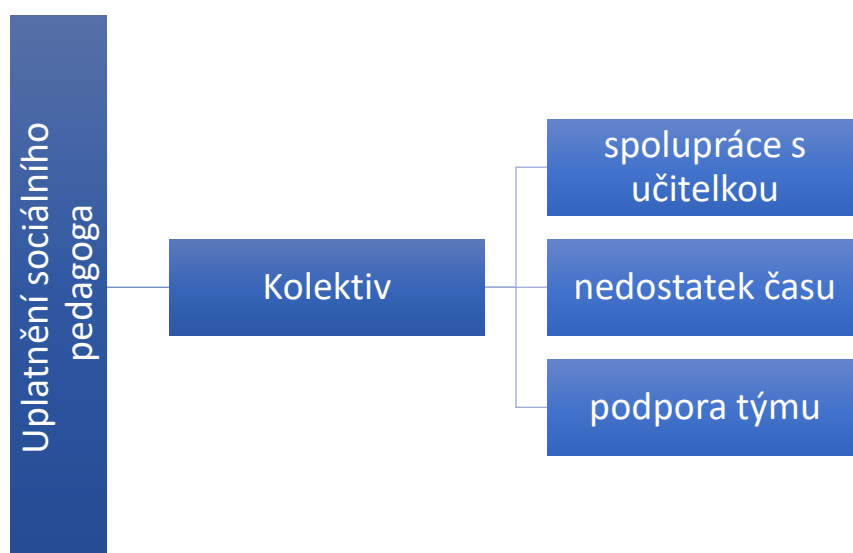 Uplatnění sociálního
pedagoga
Kolektiv
spolupráce s
učitelkou
nedostatek času
podpora týmu